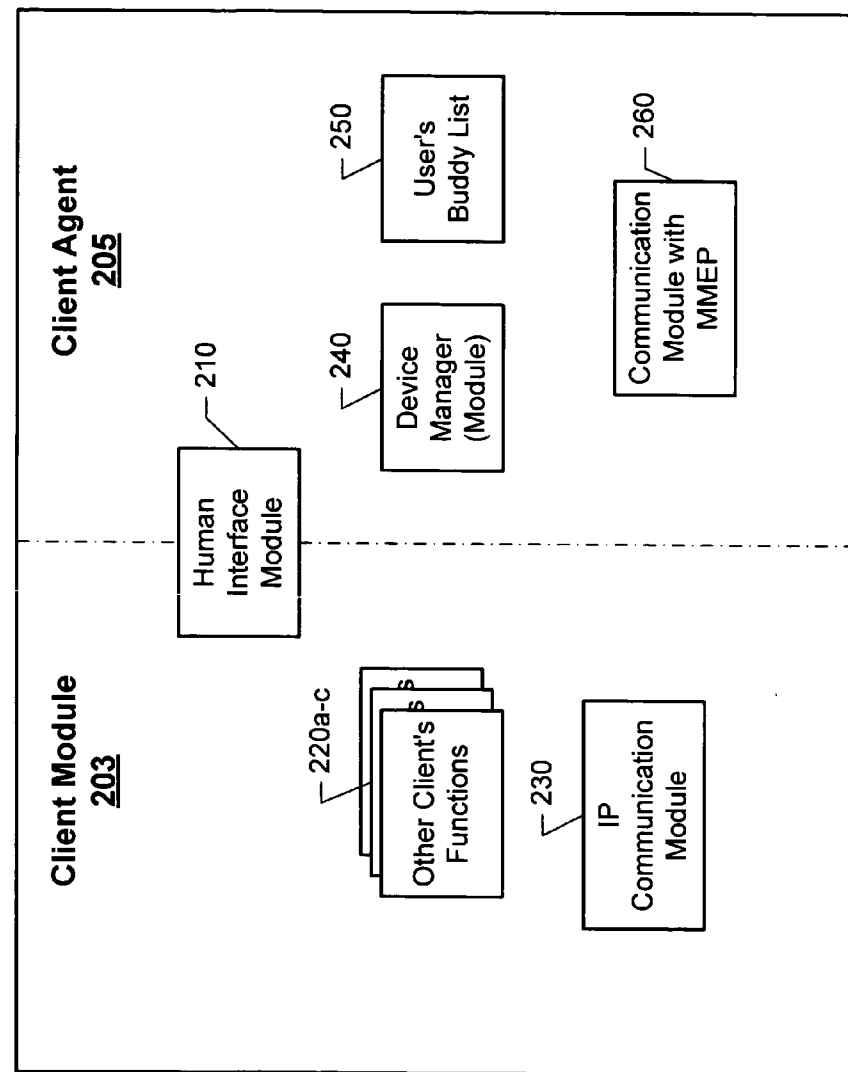 Client Module
203
Client Agent
205
210
Human
Interface
Module
220a-c
s
s
Other Client's
Functions
240
Device
Manager
(Module)
250
User's
Buddy List
230
IP
Communication
Module
260
Communication
Module with
MMEP